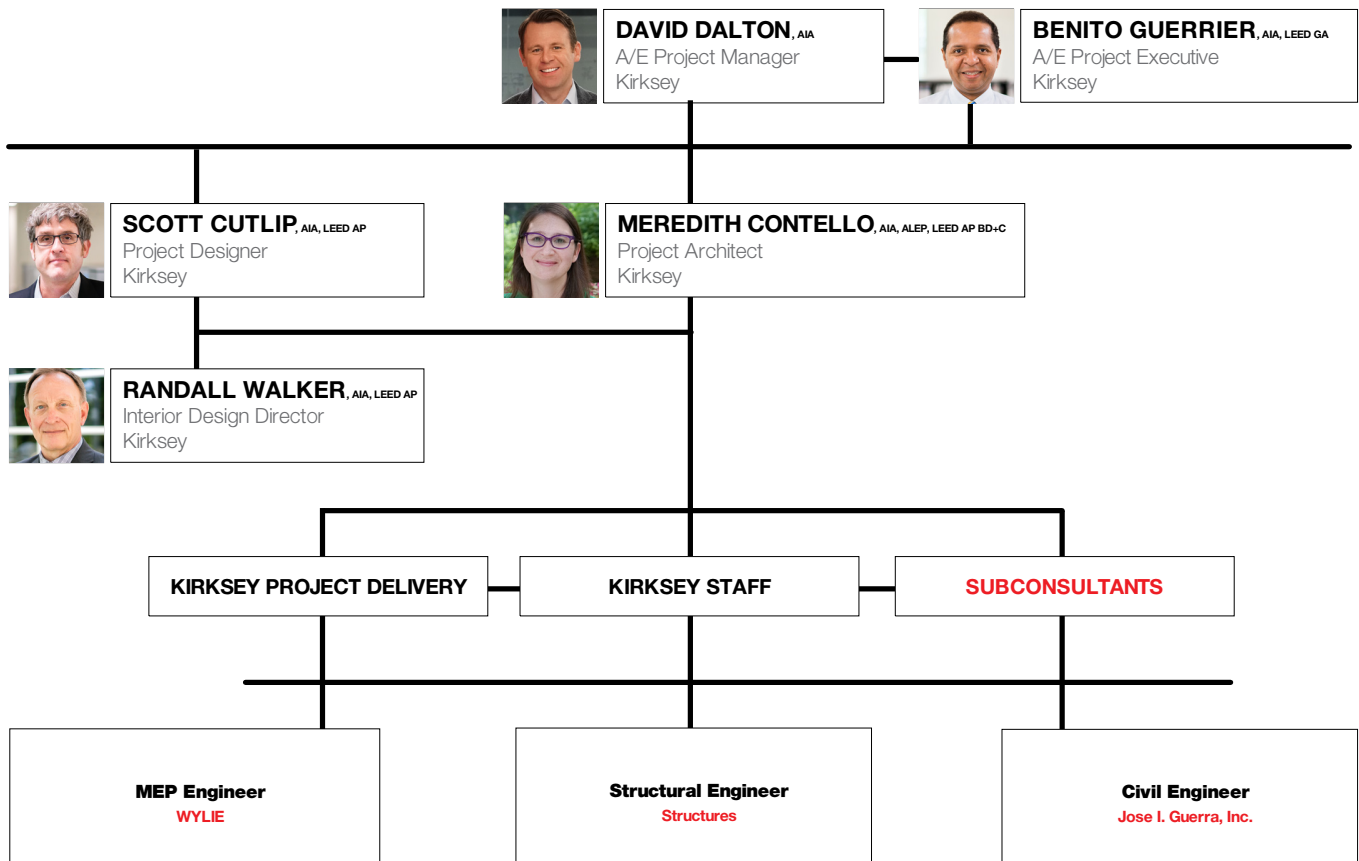 DAVID DALTON, AIA
A/E Project Manager
Kirksey
BENITO GUERRIER, AIA, LEED GA
A/E Project Executive
Kirksey
SCOTT CUTLIP, AIA, LEED AP
Project Designer
Kirksey
MEREDITH CONTELLO, AIA, ALEP, LEED AP BD+C
Project Architect
Kirksey
RANDALL WALKER, AIA, LEED AP
Interior Design Director
Kirksey
KIRKSEY PROJECT DELIVERY
KIRKSEY STAFF
SUBCONSULTANTS
MEP Engineer
WYLIE
Structural Engineer
Structures
Civil Engineer
Jose I. Guerra, Inc.